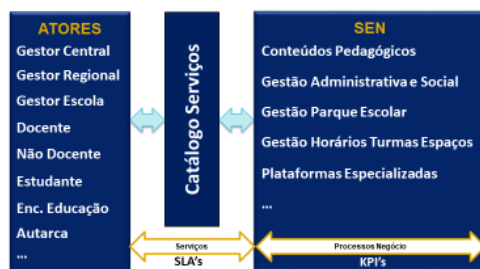 ATORES
Gestor Central
Gestor Regional
Gestor Escola
Docente
Não Docente
Estudante
Enc. Educação
Autarca
...
Catálogo Serviços
SEN
Conteúdos Pedagógicos
Gestão Administrativa e Social
Gestão Parque Escolar
Gestão Horários Turmas Espaços
Plataformas Especializadas
...
Serviços
SLA's
Processos Negócio
KPI's